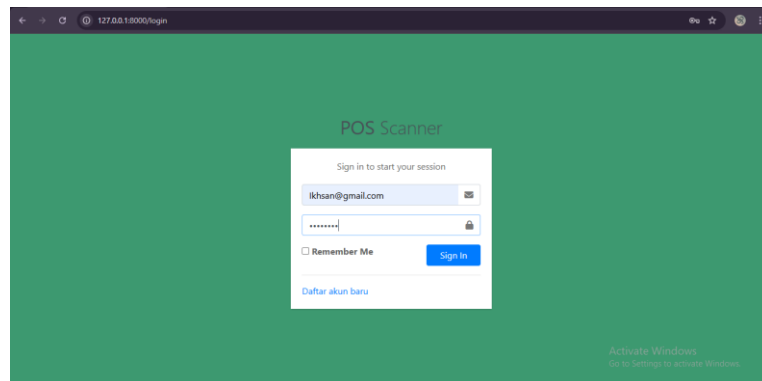 127.0.0.1:8000/login
POS Scanner
Sign in to start your session
Ikhsan@gmail.com
••••••••
Remember Me
Sign In
Daftar akun baru
Activate Windows
Go to Settings to activate Windows.